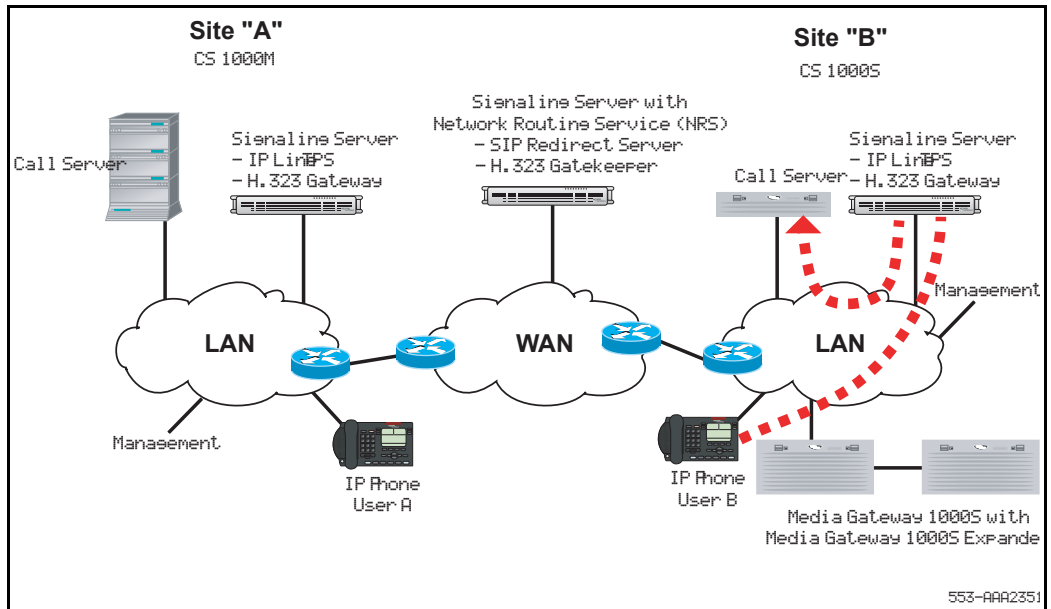 Site "A"
CS 1000M
Site "B"
CS 1000S
Signaling Server with
Network Routing Service (NRS)
– SIP Redirect Server
– H.323 Gatekeeper
Call Server
Signaling Server
– IP Line TPS
– H.323 Gateway
Call Server
Signaling Server
– IP Line TPS
– H.323 Gateway
LAN
WAN
LAN
Management
Management
IP Phone
User A
IP Phone
User B
Media Gateway 1000S with
Media Gateway 1000S Expande
553-AAA2351